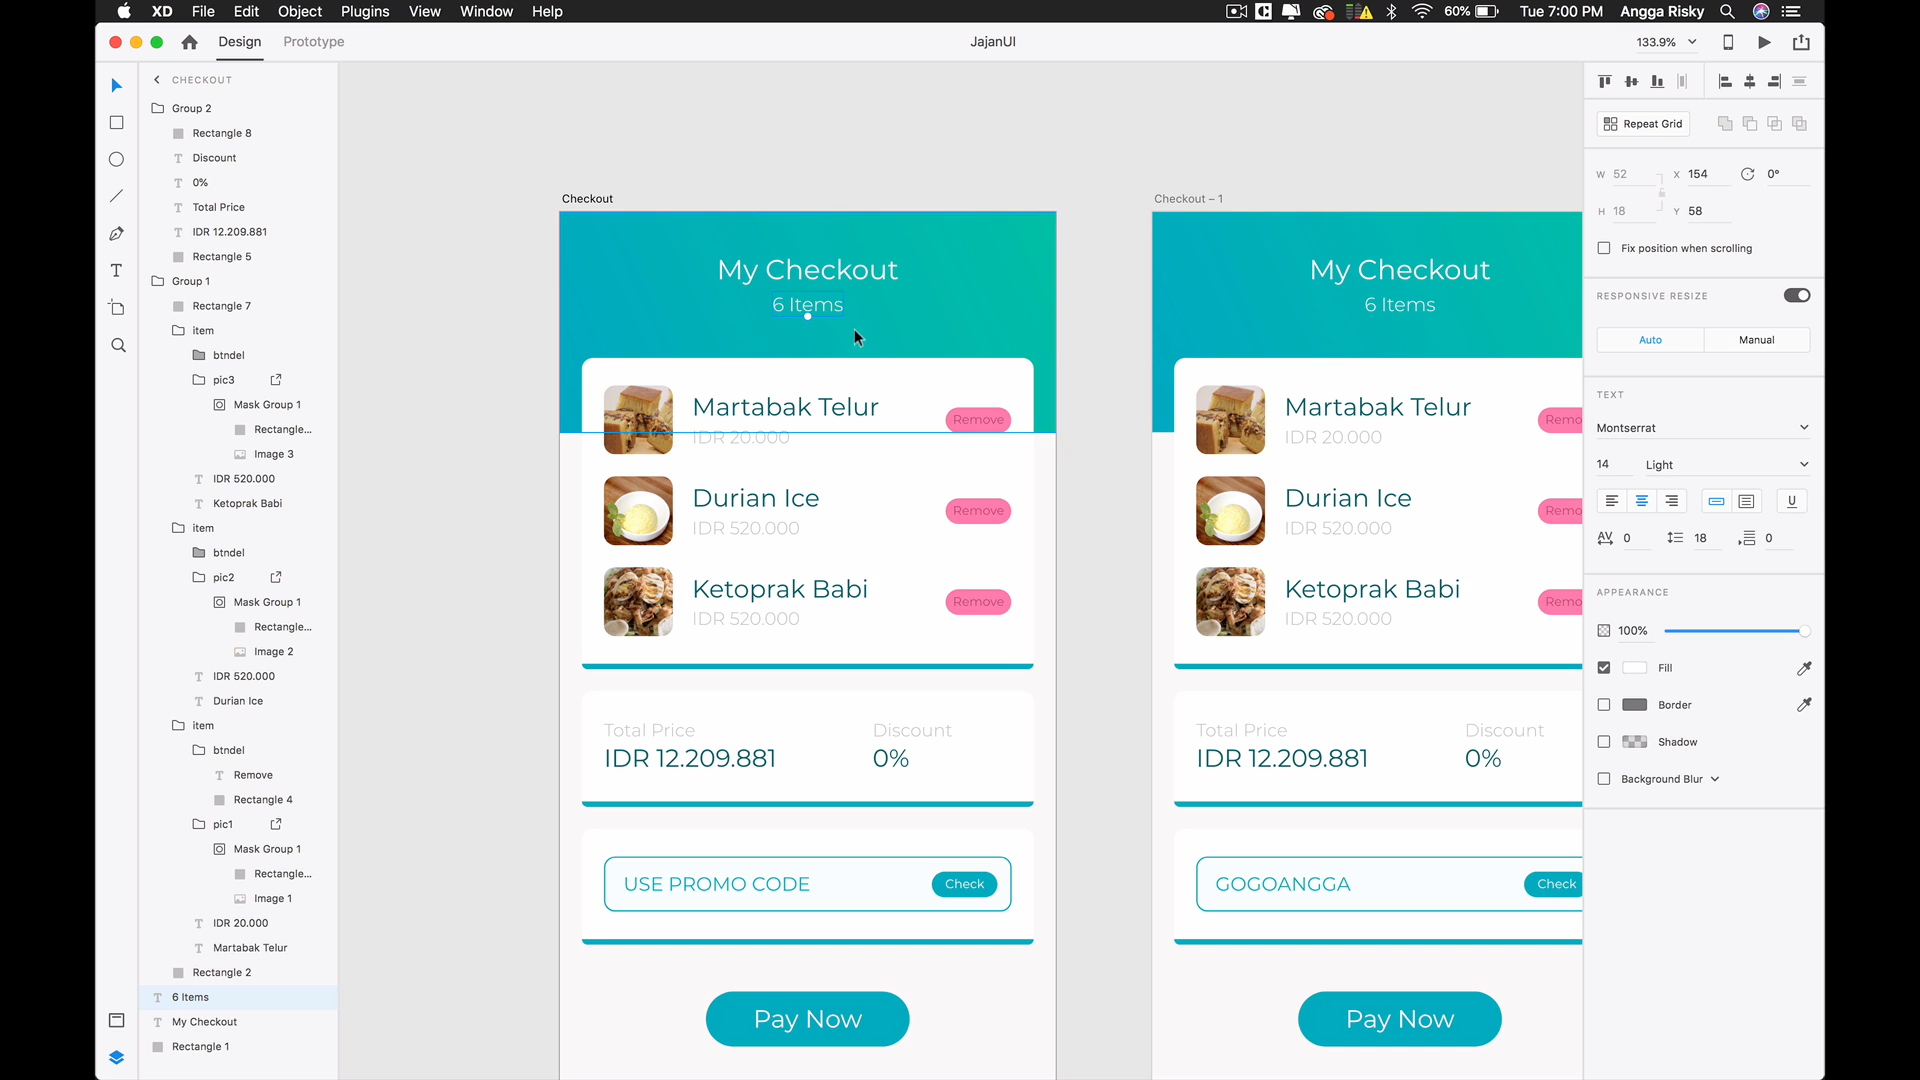 XD File Edit Object Plugins View Window Help
60% Tue 7:00 PM Angga Risky
Design Prototype
JajanUI
133.9%
CHECKOUT
Group 2
Rectangle 8
Discount
0%
Total Price
IDR 12.209.881
Rectangle 5
Group 1
Rectangle 7
item
btndel
pic3
Mask Group 1
Rectangle...
Image 3
IDR 520.000
Ketoprak Babi
item
btndel
pic2
Mask Group 1
Rectangle...
Image 2
IDR 520.000
Durian Ice
item
btndel
Remove
Rectangle 4
pic1
Mask Group 1
Rectangle...
Image 1
IDR 20.000
Martabak Telur
Rectangle 2
6 Items
My Checkout
Rectangle 1
Checkout
My Checkout
6 Items
Martabak Telur
IDR 20.000
Remove
Durian Ice
IDR 520.000
Remove
Ketoprak Babi
IDR 520.000
Remove
Total Price
IDR 12.209.881
Discount
0%
USE PROMO CODE
Check
Pay Now
Checkout – 1
My Checkout
6 Items
Martabak Telur
IDR 20.000
Remo
Durian Ice
IDR 520.000
Remo
Ketoprak Babi
IDR 520.000
Remo
Total Price
IDR 12.209.881
Discount
0%
GOGOANGGA
Check
Pay Now
Repeat Grid
W 52 X 154 0°
H 18 Y 58
Fix position when scrolling
RESPONSIVE RESIZE
Auto Manual
TEXT
Montserrat
14 Light
U
AV 0 18 0
APPEARANCE
100%
Fill
Border
Shadow
Background Blur